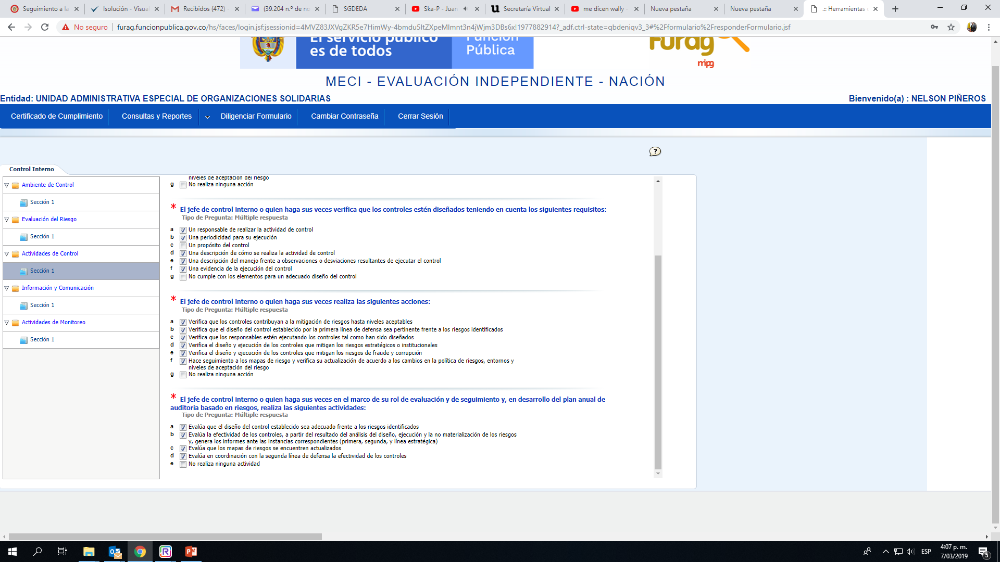 Seguimiento a la
Isolución - Visual
Recibidos (472) -
(39.204 n.º de no
SGDEDA
Ska-P - Juan
Secretaría Virtual
me dicen wally -
Nueva pestaña
Nueva pestaña
.:: Herramientas
No seguro
furag.funcionpublica.gov.co/hs/faces/login.jsf;jsessionid=4MVZ83JXVgZKR5e7HimWy-4bmdu5ltZXpeMlmnt3n4jWjm3DBs6x!1977882914?_adf.ctrl-state=qbdeniqv3_3#%2Fformulario%2FresponderFormulario.jsf
El servicio público
es de todos
Función
Pública
Furag
mipg
MECI - EVALUACIÓN INDEPENDIENTE - NACIÓN
Entidad: UNIDAD ADMINISTRATIVA ESPECIAL DE ORGANIZACIONES SOLIDARIAS
Bienvenido(a) : NELSON PIÑEROS
Certificado de Cumplimiento
Consultas y Reportes
Diligenciar Formulario
Cambiar Contraseña
Cerrar Sesión
?
Control Interno
Ambiente de Control
Sección 1
Evaluación del Riesgo
Sección 1
Actividades de Control
Sección 1
Información y Comunicación
Sección 1
Actividades de Monitoreo
Sección 1
niveles de aceptación del riesgo
g No realiza ninguna acción
* El jefe de control interno o quien haga sus veces verifica que los controles estén diseñados teniendo en cuenta los siguientes requisitos:
Tipo de Pregunta: Múltiple respuesta
a Un responsable de realizar la actividad de control
b Una periodicidad para su ejecución
c Un propósito del control
d Una descripción de cómo se realiza la actividad de control
e Una descripción del manejo frente a observaciones o desviaciones resultantes de ejecutar el control
f Una evidencia de la ejecución del control
g No cumple con los elementos para un adecuado diseño del control
* El jefe de control interno o quien haga sus veces realiza las siguientes acciones:
Tipo de Pregunta: Múltiple respuesta
a Verifica que los controles contribuyan a la mitigación de riesgos hasta niveles aceptables
b Verifica que el diseño del control establecido por la primera línea de defensa sea pertinente frente a los riesgos identificados
c Verifica que los responsables estén ejecutando los controles tal como han sido diseñados
d Verifica el diseño y ejecución de los controles que mitigan los riesgos estratégicos o institucionales
e Verifica el diseño y ejecución de los controles que mitigan los riesgos de fraude y corrupción
f Hace seguimiento a los mapas de riesgo y verifica su actualización de acuerdo a los cambios en la política de riesgos, entornos y
niveles de aceptación del riesgo
g No realiza ninguna acción
* El jefe de control interno o quien haga sus veces en el marco de su rol de evaluación y de seguimiento y, en desarrollo del plan anual de
auditoría basado en riesgos, realiza las siguientes actividades:
Tipo de Pregunta: Múltiple respuesta
a Evalúa que el diseño del control establecido sea adecuado frente a los riesgos identificados
b Evalúa la efectividad de los controles, a partir del resultado del análisis del diseño, ejecución y la no materialización de los riesgos
y, genera los informes ante las instancias correspondientes (primera, segunda, y línea estratégica)
c Evalúa que los mapas de riesgos se encuentren actualizados
d Evalúa en coordinación con la segunda línea de defensa la efectividad de los controles
e No realiza ninguna actividad
ESP
4:07 p. m.
7/03/2019
5